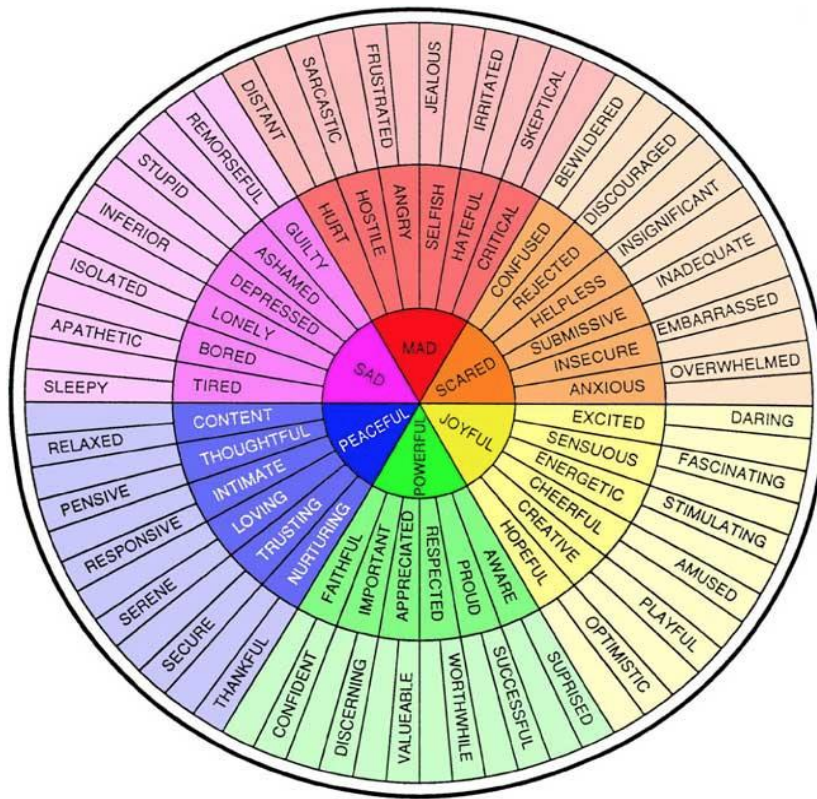 MAD
SCARED
JOYFUL
POWERFUL
PEACEFUL
SAD
HURT
HOSTILE
ANGRY
SELFISH
HATEFUL
CRITICAL
CONFUSED
REJECTED
HELPLESS
SUBMISSIVE
INSECURE
ANXIOUS
EXCITED
SENSUOUS
ENERGETIC
CHEERFUL
CREATIVE
HOPEFUL
AWARE
PROUD
RESPECTED
APPRECIATED
IMPORTANT
FAITHFUL
NURTURING
TRUSTING
LOVING
INTIMATE
THOUGHTFUL
CONTENT
TIRED
BORED
LONELY
DEPRESSED
ASHAMED
GUILTY
DISTANT
SARCASTIC
FRUSTRATED
JEALOUS
IRRITATED
SKEPTICAL
BEWILDERED
DISCOURAGED
INSIGNIFICANT
INADEQUATE
EMBARRASSED
OVERWHELMED
DARING
FASCINATING
STIMULATING
AMUSED
PLAYFUL
OPTIMISTIC
SUPRISED
SUCCESSFUL
WORTHWHILE
VALUEABLE
DISCERNING
CONFIDENT
THANKFUL
SECURE
SERENE
RESPONSIVE
PENSIVE
RELAXED
SLEEPY
APATHETIC
ISOLATED
INFERIOR
STUPID
REMORSEFUL